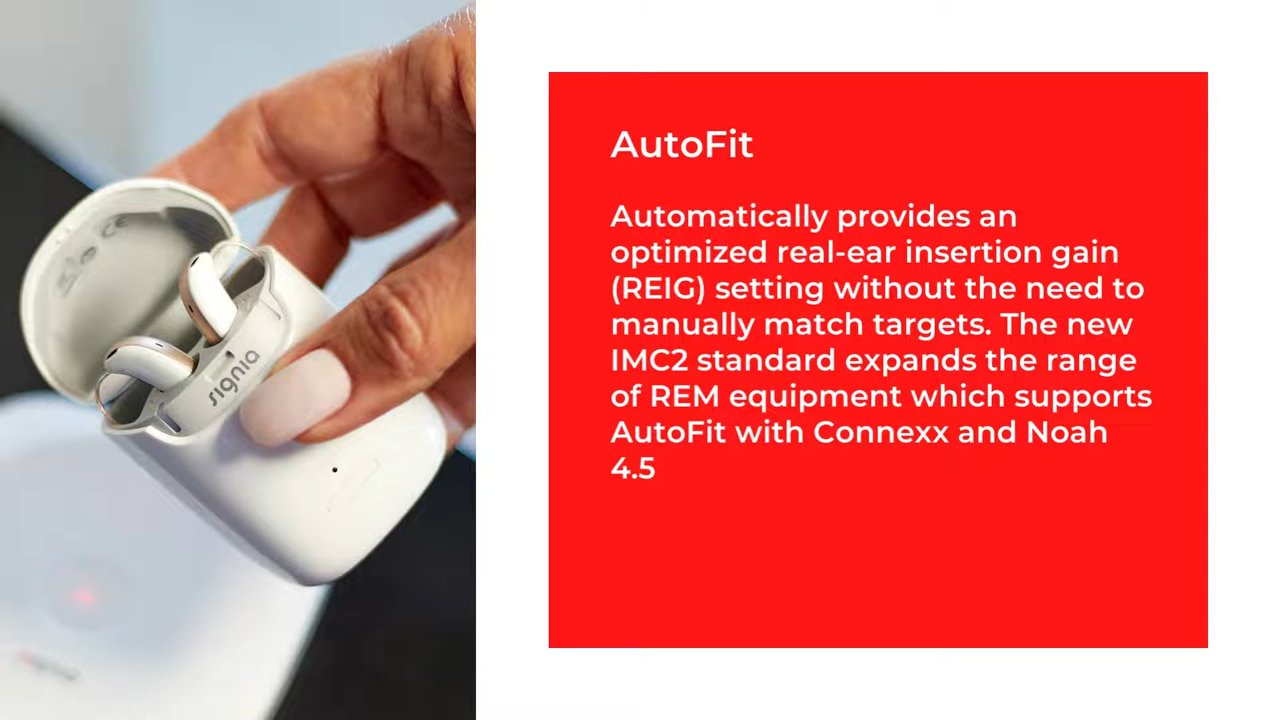 AutoFit
Automatically provides an
optimized real-ear insertion gain
(REIG) setting without the need to
manually match targets. The new
IMC2 standard expands the range
of REM equipment which supports
AutoFit with Connexx and Noah
4.5
signia
CE